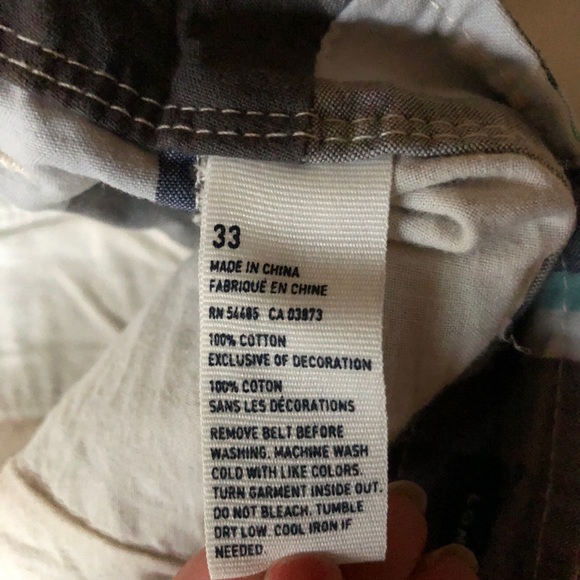 33
MADE IN CHINA
FABRIQUÉ EN CHINE
RN 54485 CA 03873
100% COTTON
EXCLUSIVE OF DECORATION
100% COTON
SANS LES DÉCORATIONS
REMOVE BELT BEFORE
WASHING. MACHINE WASH
COLD WITH LIKE COLORS.
TURN GARMENT INSIDE OUT.
DO NOT BLEACH. TUMBLE
DRY LOW. COOL IRON IF
NEEDED.